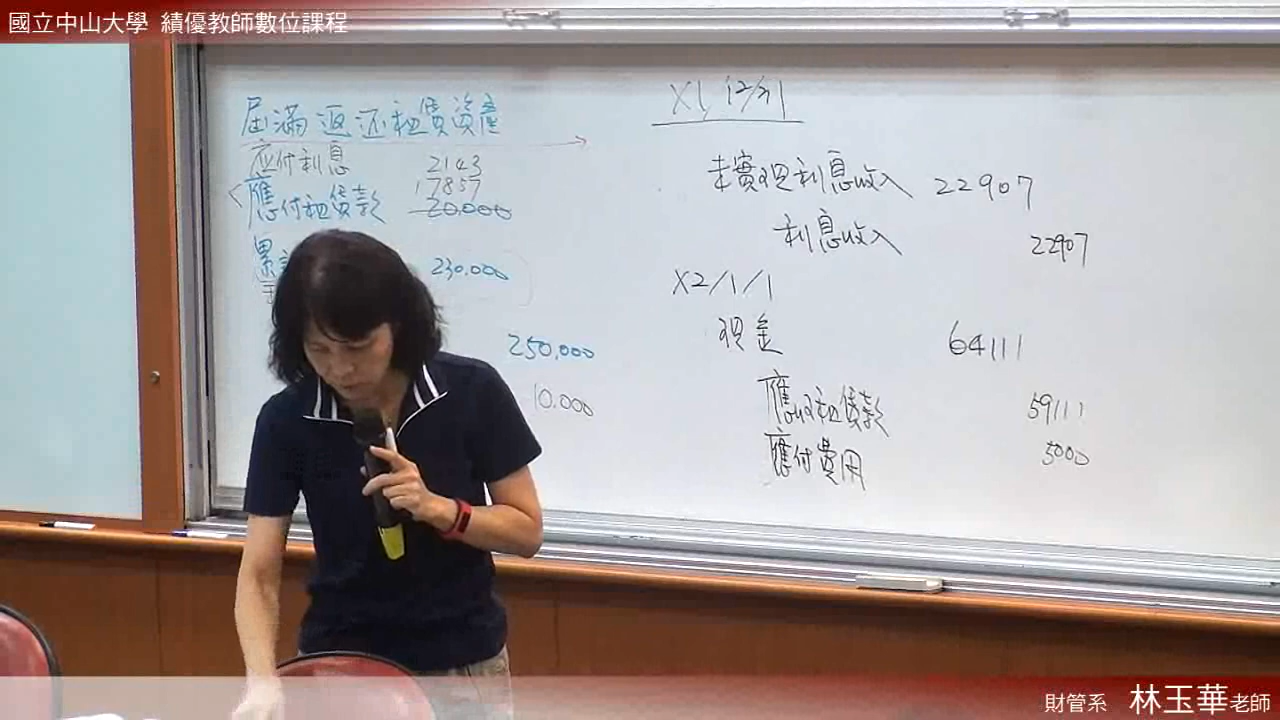 國立中山大學 績優教師數位課程
屆滿返还租賃資產
应付利息 2143
17857
應付租賃款 20.000
累 230.000
250.000
10.000
X1, 12/31
未實現利息收入 22907
利息收入 22907
X2/1/1
現金 64111
應收租賃款 59111
應付費用 5000
財管系 林玉華老師